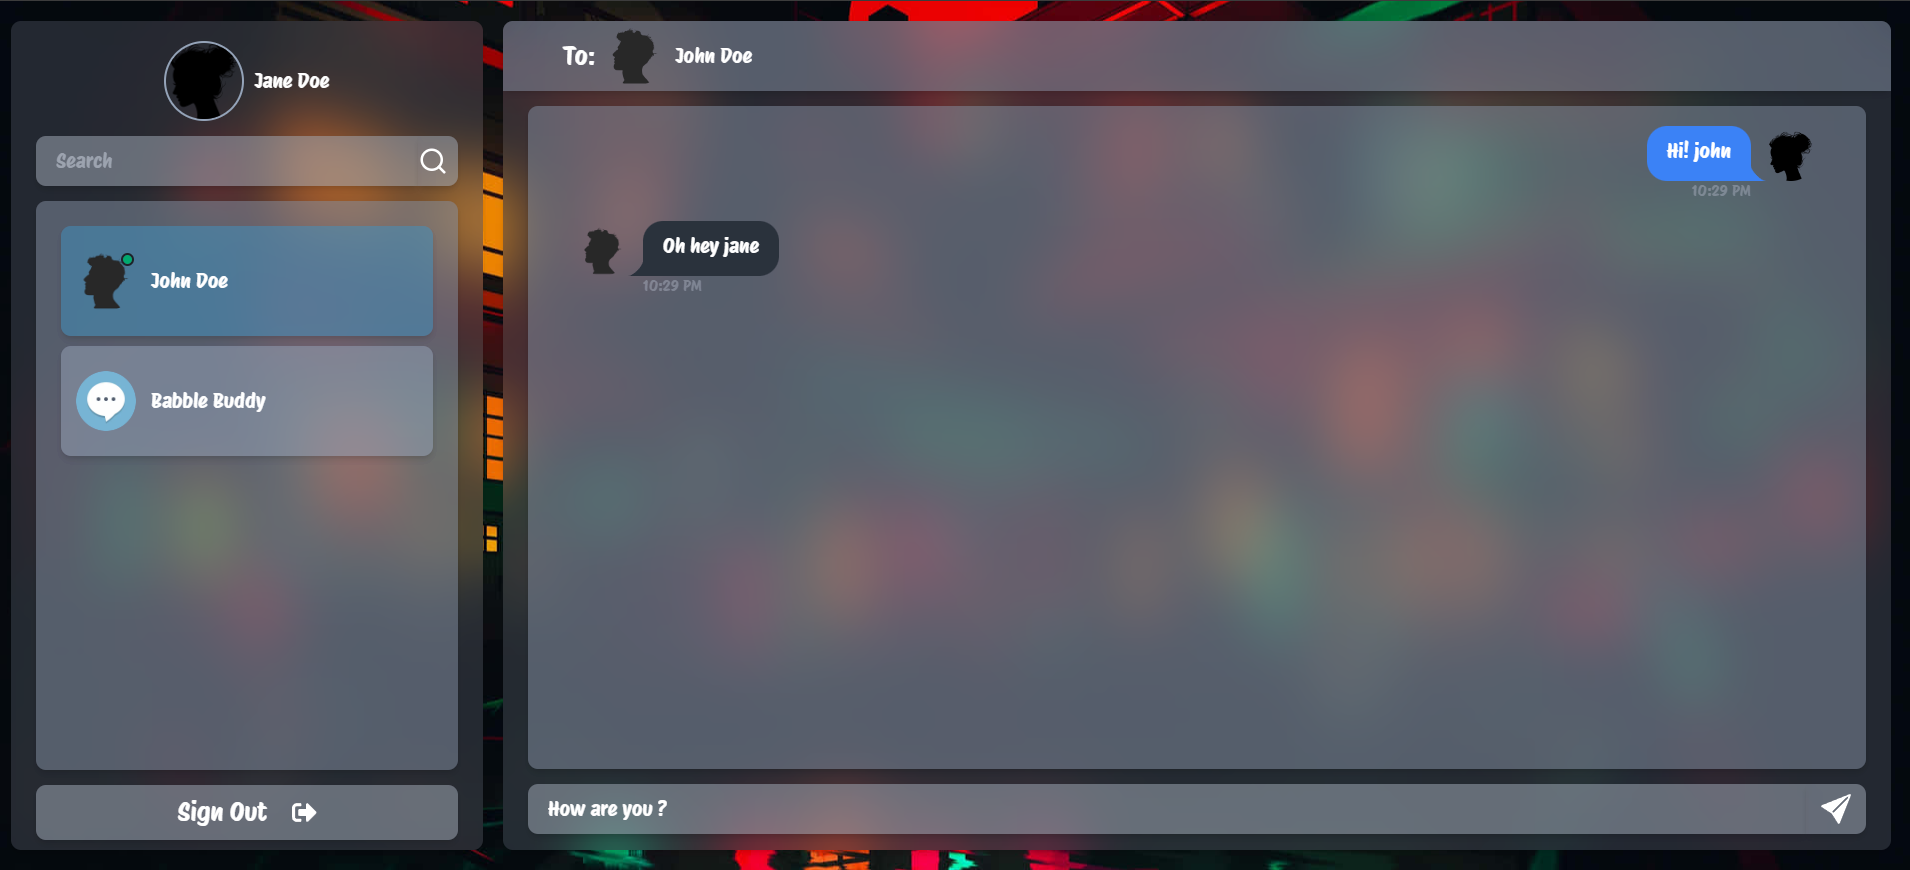 Jane Doe
Search
John Doe
Babble Buddy
Sign Out
To: John Doe
Hi! john
10:29 PM
Oh hey jane
10:29 PM
How are you ?